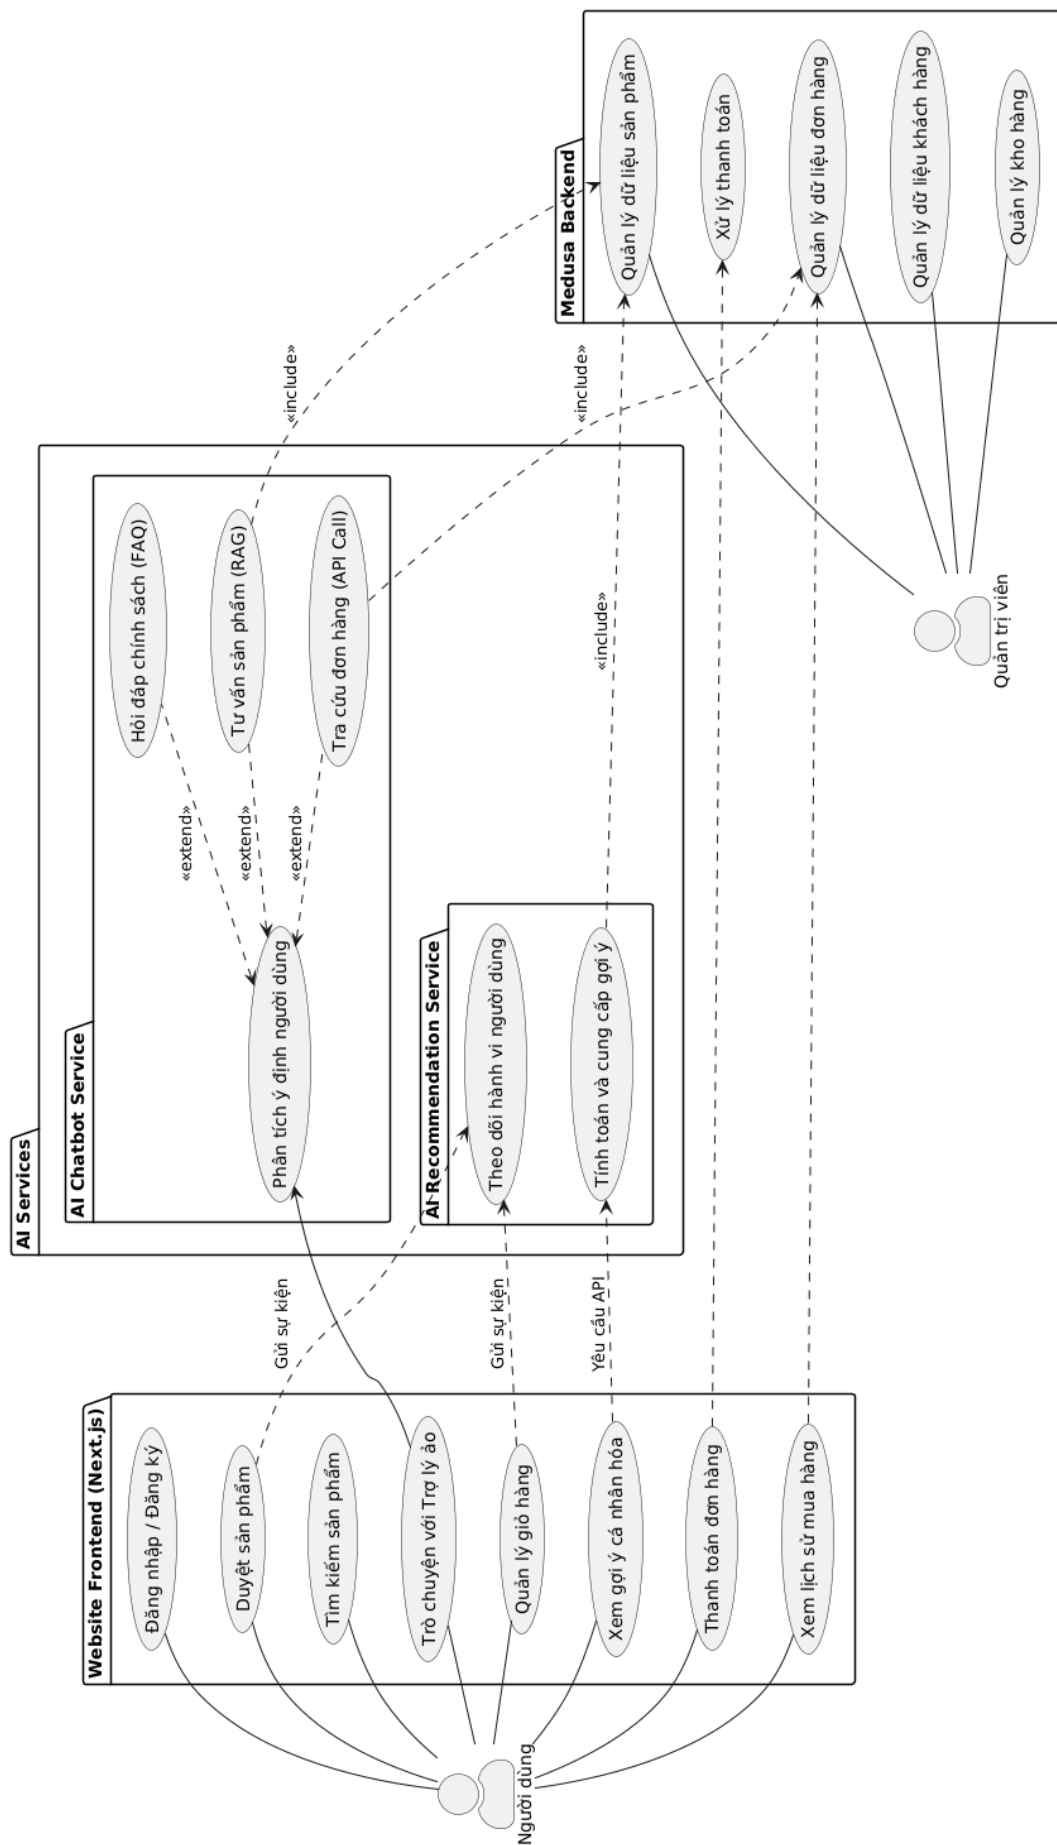 Website Frontend (Next.js)
Đăng nhập / Đăng ký
Duyệt sản phẩm
Tìm kiếm sản phẩm
Trò chuyện với Trợ lý ảo
Quản lý giỏ hàng
Xem gợi ý cá nhân hóa
Thanh toán đơn hàng
Xem lịch sử mua hàng
Người dùng
Gửi sự kiện
Gửi sự kiện
Yêu cầu API
AI Services
AI Chatbot Service
Phân tích ý định người dùng
«extend»
«extend»
«extend»
Hỏi đáp chính sách (FAQ)
Tư vấn sản phẩm (RAG)
Tra cứu đơn hàng (API Call)
AI Recommendation Service
Theo dõi hành vi người dùng
Tính toán và cung cấp gợi ý
«include»
«include»
«include»
Medusa Backend
Quản lý dữ liệu sản phẩm
Xử lý thanh toán
Quản lý dữ liệu đơn hàng
Quản lý dữ liệu khách hàng
Quản lý kho hàng
Quản trị viên